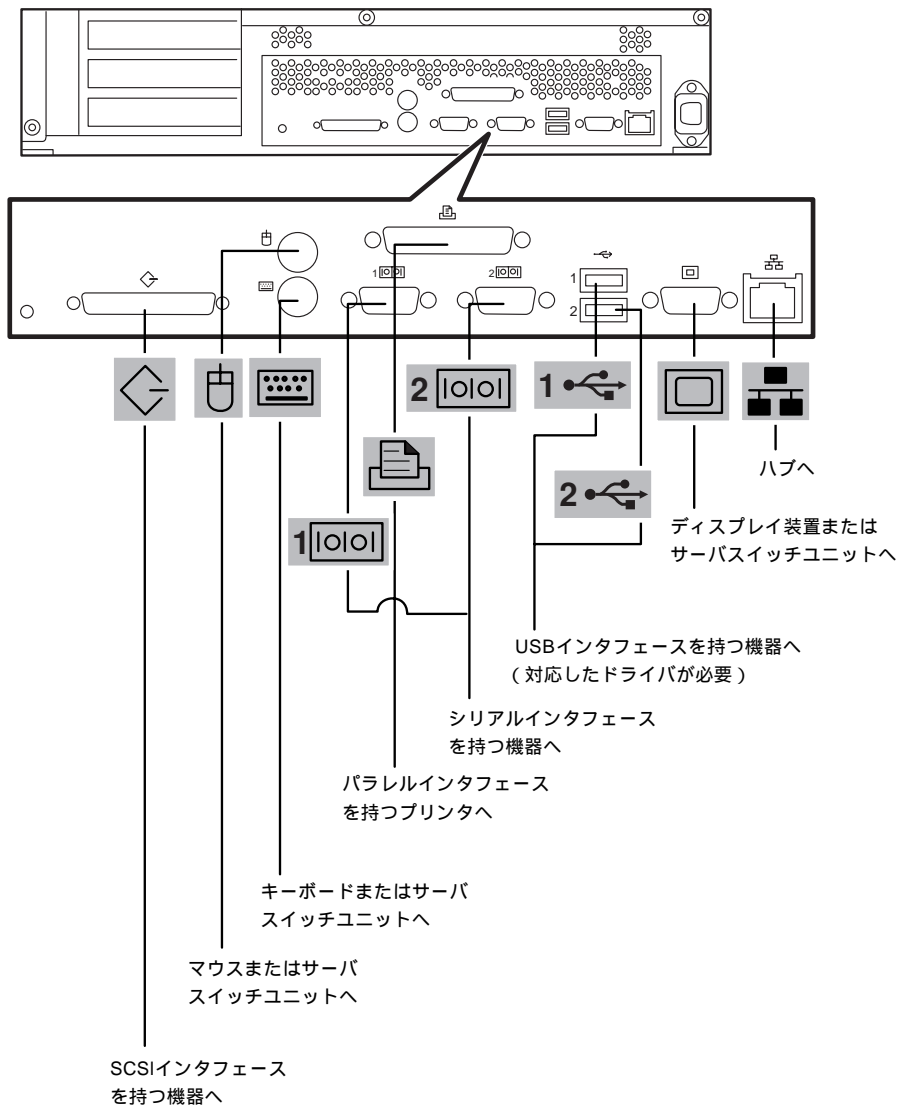 1
2
1
2
2
1
ハブへ
2
ディスプレイ装置または
サーバスイッチユニットへ
1
USBインタフェースを持つ機器へ
（対応したドライバが必要）
シリアルインタフェース
を持つ機器へ
パラレルインタフェース
を持つプリンタへ
キーボードまたはサーバ
スイッチユニットへ
マウスまたはサーバ
スイッチユニットへ
SCSIインタフェース
を持つ機器へ